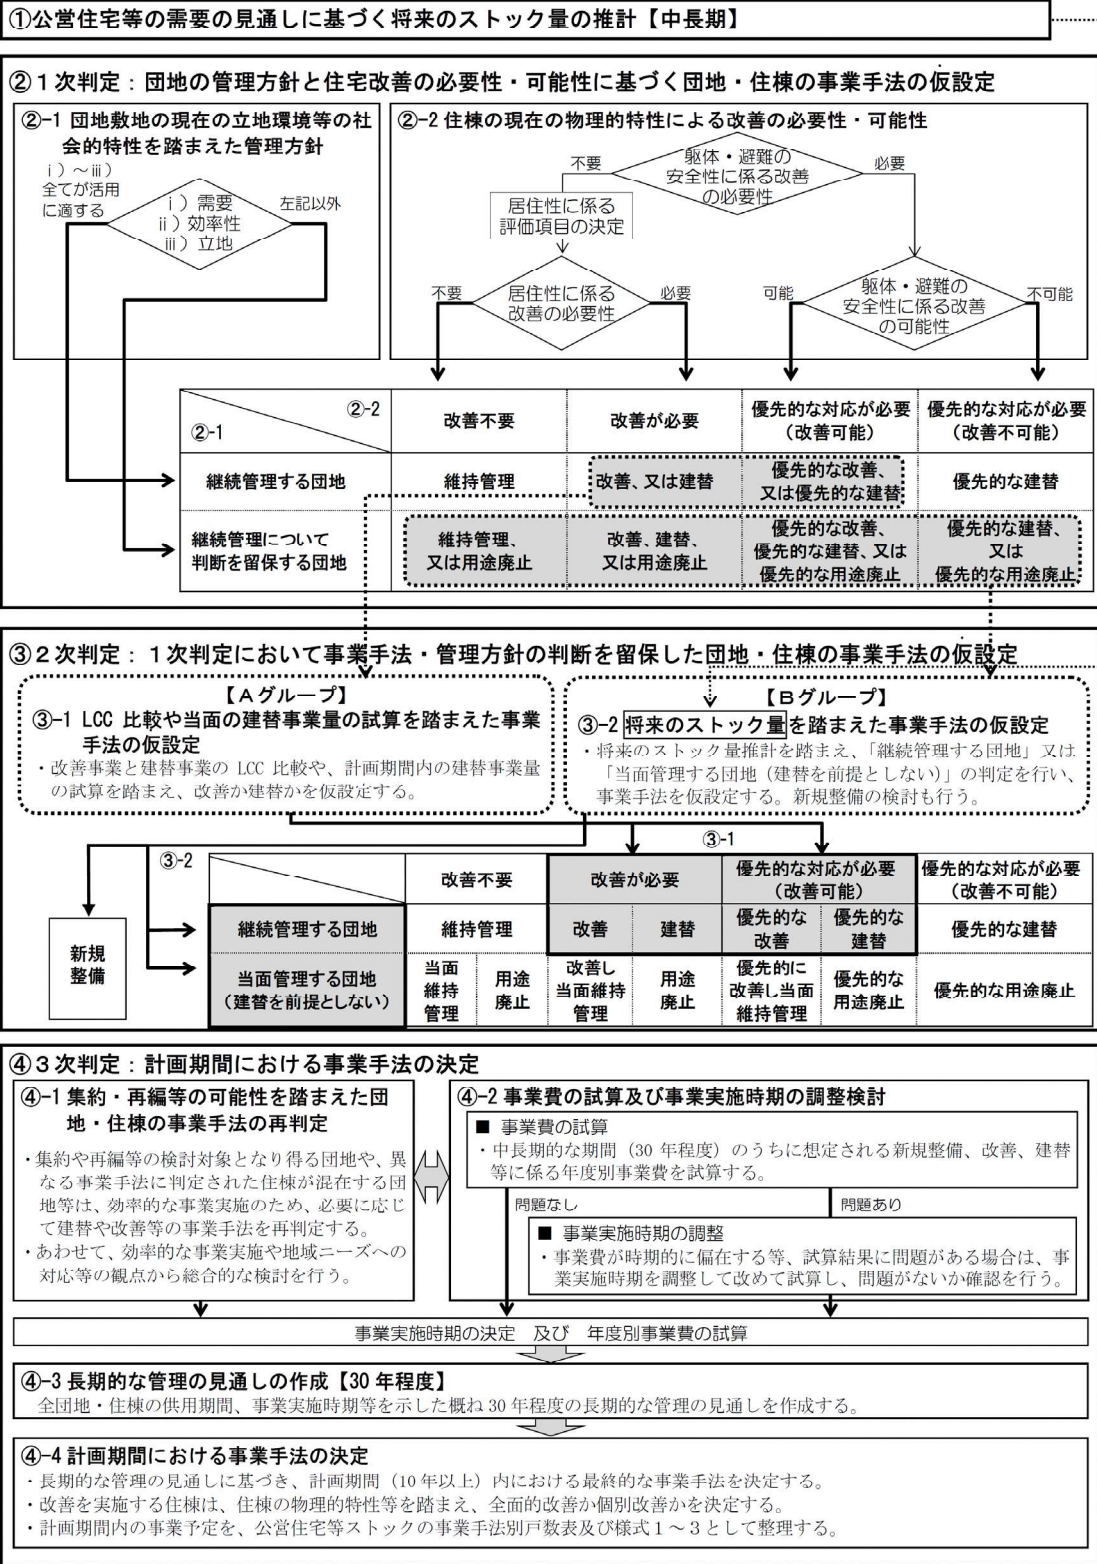 ①公営住宅等の需要の見通しに基づく将来のストック量の推計【中長期】
②1次判定：団地の管理方針と住宅改善の必要性・可能性に基づく団地・住棟の事業手法の仮設定
②-1 団地敷地の現在の立地環境等の社
会的特性を踏まえた管理方針
ⅰ）～ⅲ）
全てが活用
に適する
ⅰ）需要
ⅱ）効率性
ⅲ）立地
左記以外
②-2 住棟の現在の物理的特性による改善の必要性・可能性
不要
躯体・避難の
安全性に係る改善
の必要性
必要
居住性に係る
評価項目の決定
不要
居住性に係る
改善の必要性
必要
可能
躯体・避難の
安全性に係る改善
の可能性
不可能
②-2
②-1
改善不要
改善が必要
優先的な対応が必要
（改善可能）
優先的な対応が必要
（改善不可能）
継続管理する団地
維持管理
改善、又は建替
優先的な改善、
又は優先的な建替
優先的な建替
継続管理について
判断を留保する団地
維持管理、
又は用途廃止
改善、建替、
又は用途廃止
優先的な改善、
優先的な建替、又は
優先的な用途廃止
優先的な建替、
又は
優先的な用途廃止
③2次判定：1次判定において事業手法・管理方針の判断を留保した団地・住棟の事業手法の仮設定
【Aグループ】
③-1 LCC 比較や当面の建替事業量の試算を踏まえた事業
手法の仮設定
・改善事業と建替事業の LCC 比較や、計画期間内の建替事業量
の試算を踏まえ、改善か建替かを仮設定する。
【Bグループ】
③-2 将来のストック量を踏まえた事業手法の仮設定
・将来のストック量推計を踏まえ、「継続管理する団地」又は
「当面管理する団地（建替を前提としない）」の判定を行い、
事業手法を仮設定する。新規整備の検討も行う。
③-1
③-2
新規
整備
改善不要
改善が必要
優先的な対応が必要
（改善可能）
優先的な対応が必要
（改善不可能）
継続管理する団地
維持管理
改善
建替
優先的な
改善
優先的な
建替
優先的な建替
当面管理する団地
（建替を前提としない）
当面
維持
管理
用途
廃止
改善し
当面維持
管理
用途
廃止
優先的に
改善し当面
維持管理
優先的な
用途廃止
優先的な用途廃止
④3次判定：計画期間における事業手法の決定
④-1 集約・再編等の可能性を踏まえた団
地・住棟の事業手法の再判定
・集約や再編等の検討対象となり得る団地や、異
なる事業手法に判定された住棟が混在する団
地等は、効率的な事業実施のため、必要に応じ
て建替や改善等の事業手法を再判定する。
・あわせて、効率的な事業実施や地域ニーズへの
対応等の観点から総合的な検討を行う。
④-2 事業費の試算及び事業実施時期の調整検討
■ 事業費の試算
・中長期的な期間（30 年程度）のうちに想定される新規整備、改善、建替
等に係る年度別事業費を試算する。
問題なし
問題あり
■ 事業実施時期の調整
・事業費が時期的に偏在する等、試算結果に問題がある場合は、事
業実施時期を調整して改めて試算し、問題がないか確認を行う。
事業実施時期の決定　及び　年度別事業費の試算
④-3 長期的な管理の見通しの作成【30 年程度】
全団地・住棟の供用期間、事業実施時期等を示した概ね 30 年程度の長期的な管理の見通しを作成する。
④-4 計画期間における事業手法の決定
・長期的な管理の見通しに基づき、計画期間（10 年以上）内における最終的な事業手法を決定する。
・改善を実施する住棟は、住棟の物理的特性等を踏まえ、全面的改善か個別改善かを決定する。
・計画期間内の事業予定を、公営住宅等ストックの事業手法別戸数表及び様式1～3として整理する。